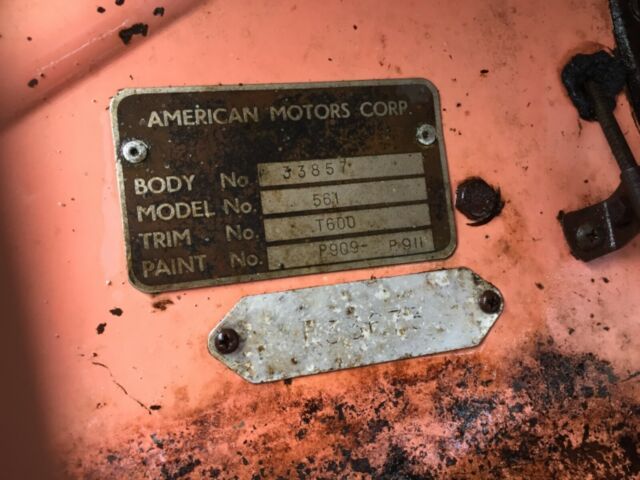 AMERICAN MOTORS CORP.
BODY No. 33857
MODEL No. 561
TRIM No. T600
PAINT No. P909- P911